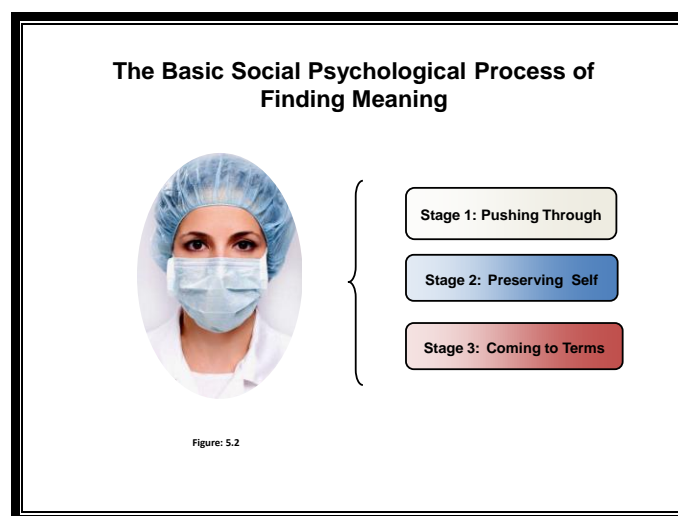 The Basic Social Psychological Process of
Finding Meaning
Stage 1: Pushing Through
Stage 2: Preserving Self
Stage 3: Coming to Terms
Figure: 5.2